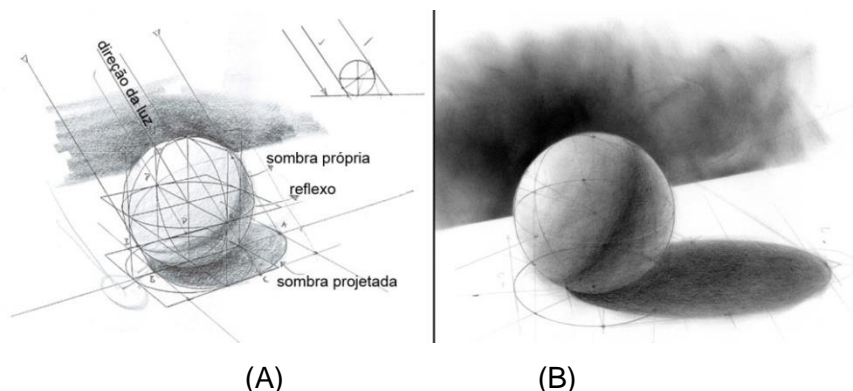 direção da luz
sombra própria
reflexo
sombra projetada
(A) (B)